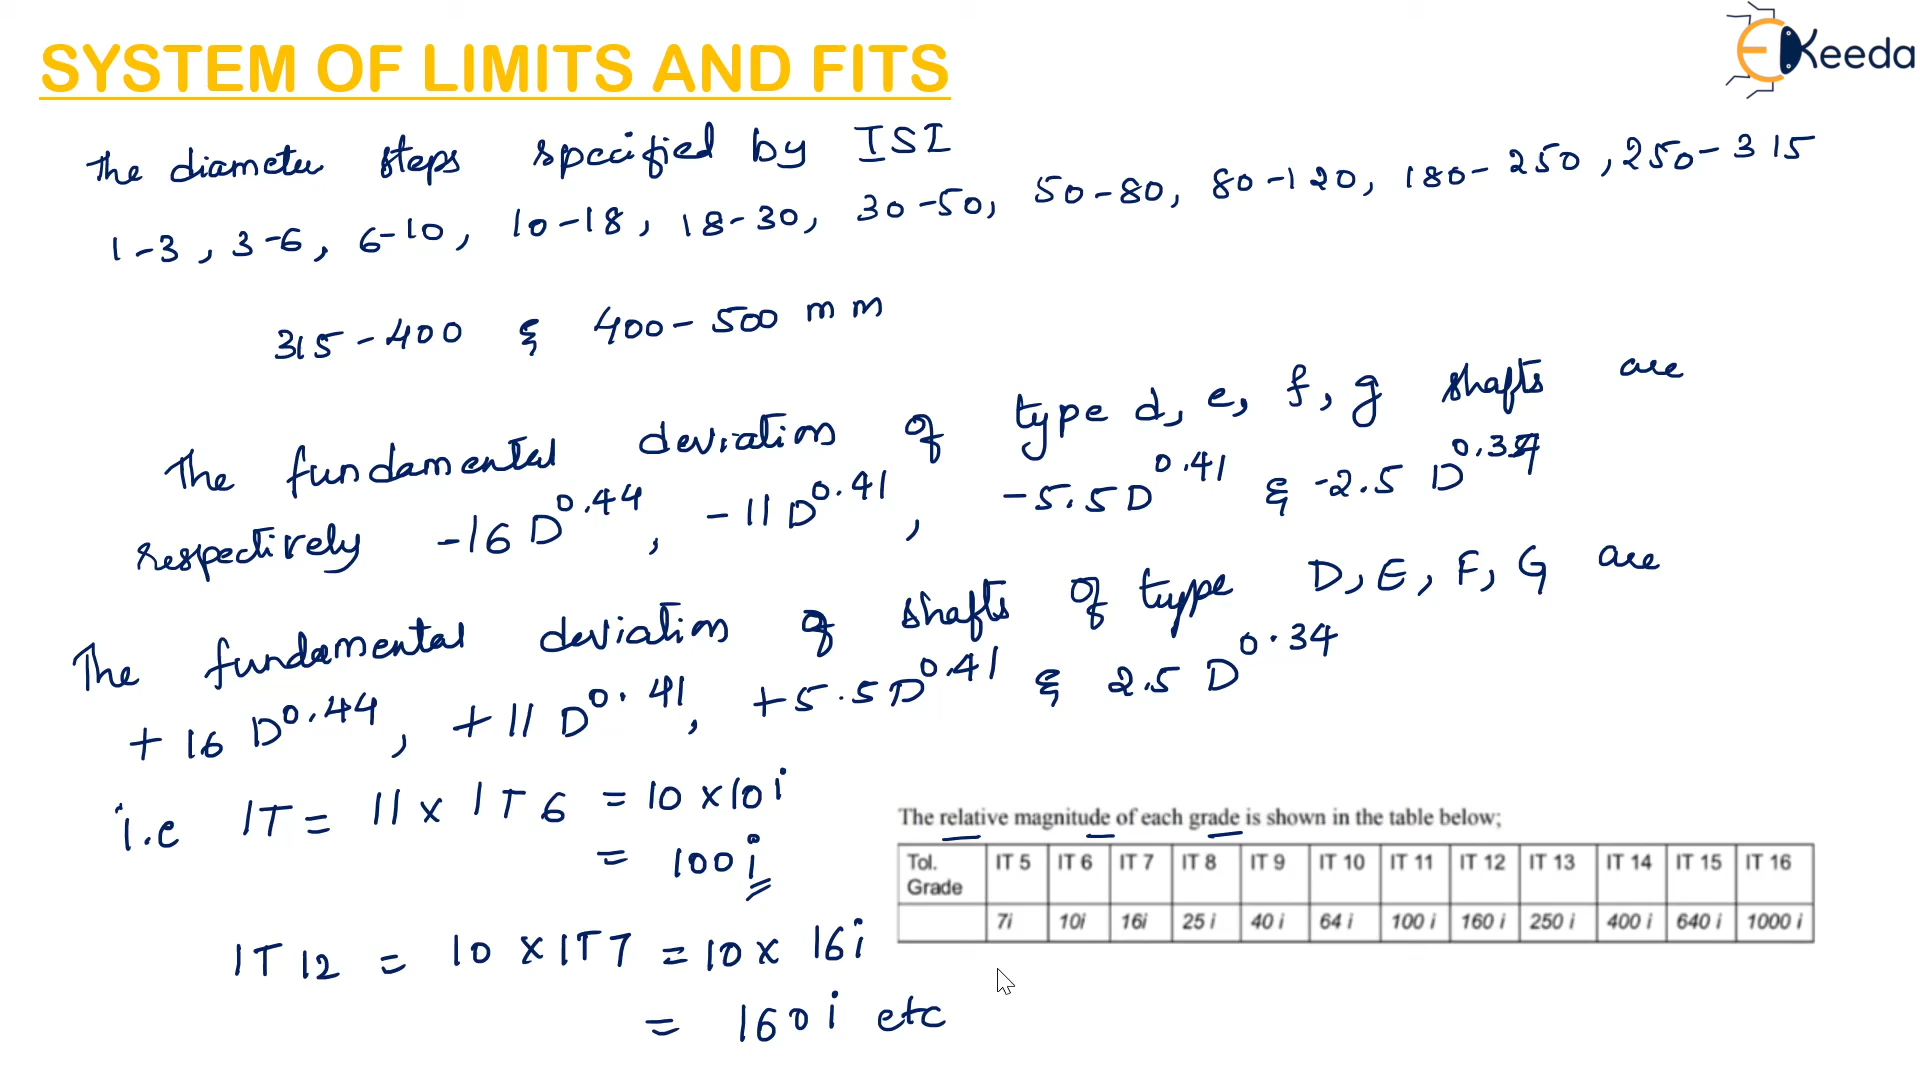 SYSTEM OF LIMITS AND FITS
EKeeda
The diameter steps specified by ISI
1-3, 3-6, 6-10, 10-18, 18-30, 30-50, 50-80, 80-120, 180-250, 250-315
315-400 & 400-500 mm
The fundamental deviation of type d, e, f, g shafts are
respectively -16 D^0.44, -11 D^0.41, -5.5 D^0.41 & -2.5 D^0.34
The fundamental deviation of shafts of type D, E, F, G are
+16 D^0.44, +11 D^0.41, +5.5 D^0.41 & 2.5 D^0.34
i.e IT = 11 x IT6 = 10 x 10i
= 100i
IT12 = 10 x IT7 = 10 x 16i
= 160i etc
The relative magnitude of each grade is shown in the table below;
Tol. Grade IT 5 IT 6 IT 7 IT 8 IT 9 IT 10 IT 11 IT 12 IT 13 IT 14 IT 15 IT 16
7i 10i 16i 25 i 40 i 64 i 100 i 160 i 250 i 400 i 640 i 1000 i